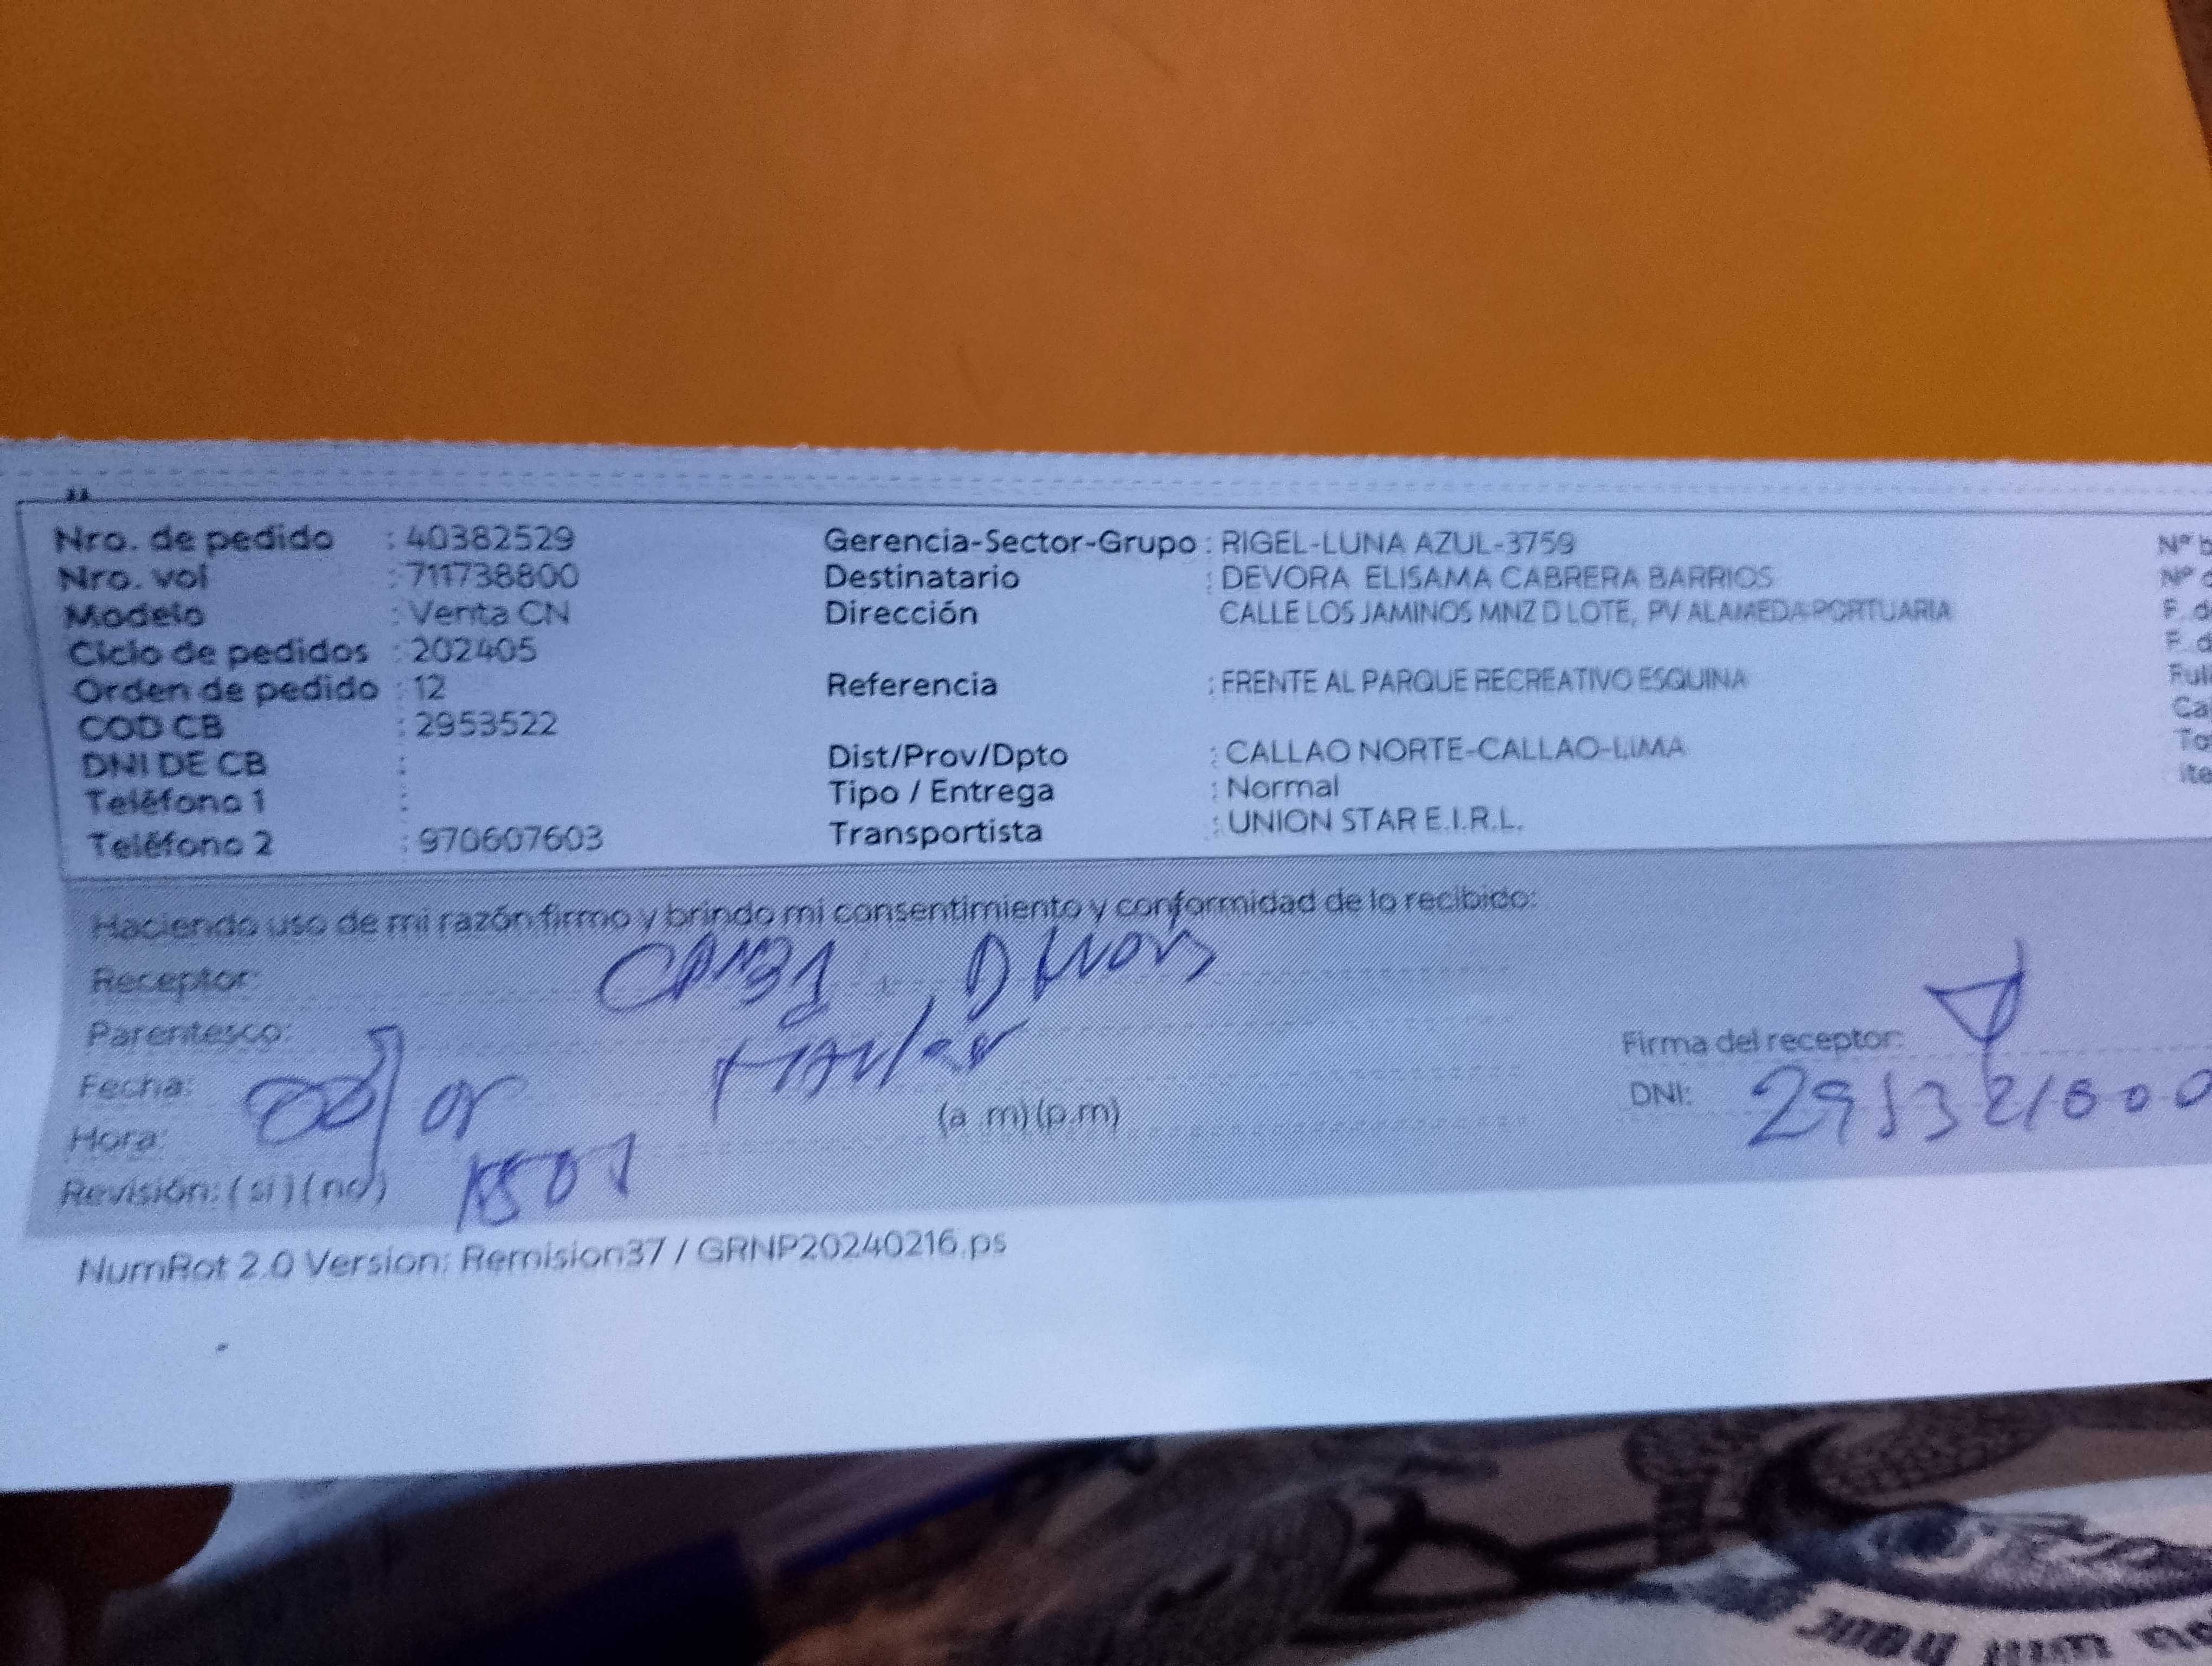 Nro. de pedido : 40382529
Nro. vol : 711738800
Modelo : Venta CN
Ciclo de pedidos : 202405
Orden de pedido : 12
COD CB : 2953522
DNI DE CB :
Teléfono 1 :
Teléfono 2 : 970607603
Gerencia-Sector-Grupo : RIGEL-LUNA AZUL-3759
Destinatario : DEVORA ELISAMA CABRERA BARRIOS
Dirección CALLE LOS JAMINOS MNZ D LOTE, PV ALAMEDA PORTUARIA
Referencia : FRENTE AL PARQUE RECREATIVO ESQUINA
Dist/Prov/Dpto : CALLAO NORTE-CALLAO-LIMA
Tipo / Entrega : Normal
Transportista : UNION STAR E.I.R.L.
Haciendo uso de mi razón firmo y brindo mi consentimiento y conformidad de lo recibido:
Receptor:
Parentesco:
Fecha:
Hora: (a.m)(p.m)
Revisión: (si)(no)
Firma del receptor:
DNI:
NumRot 2.0 Version: Remision37 / GRNP20240216.ps